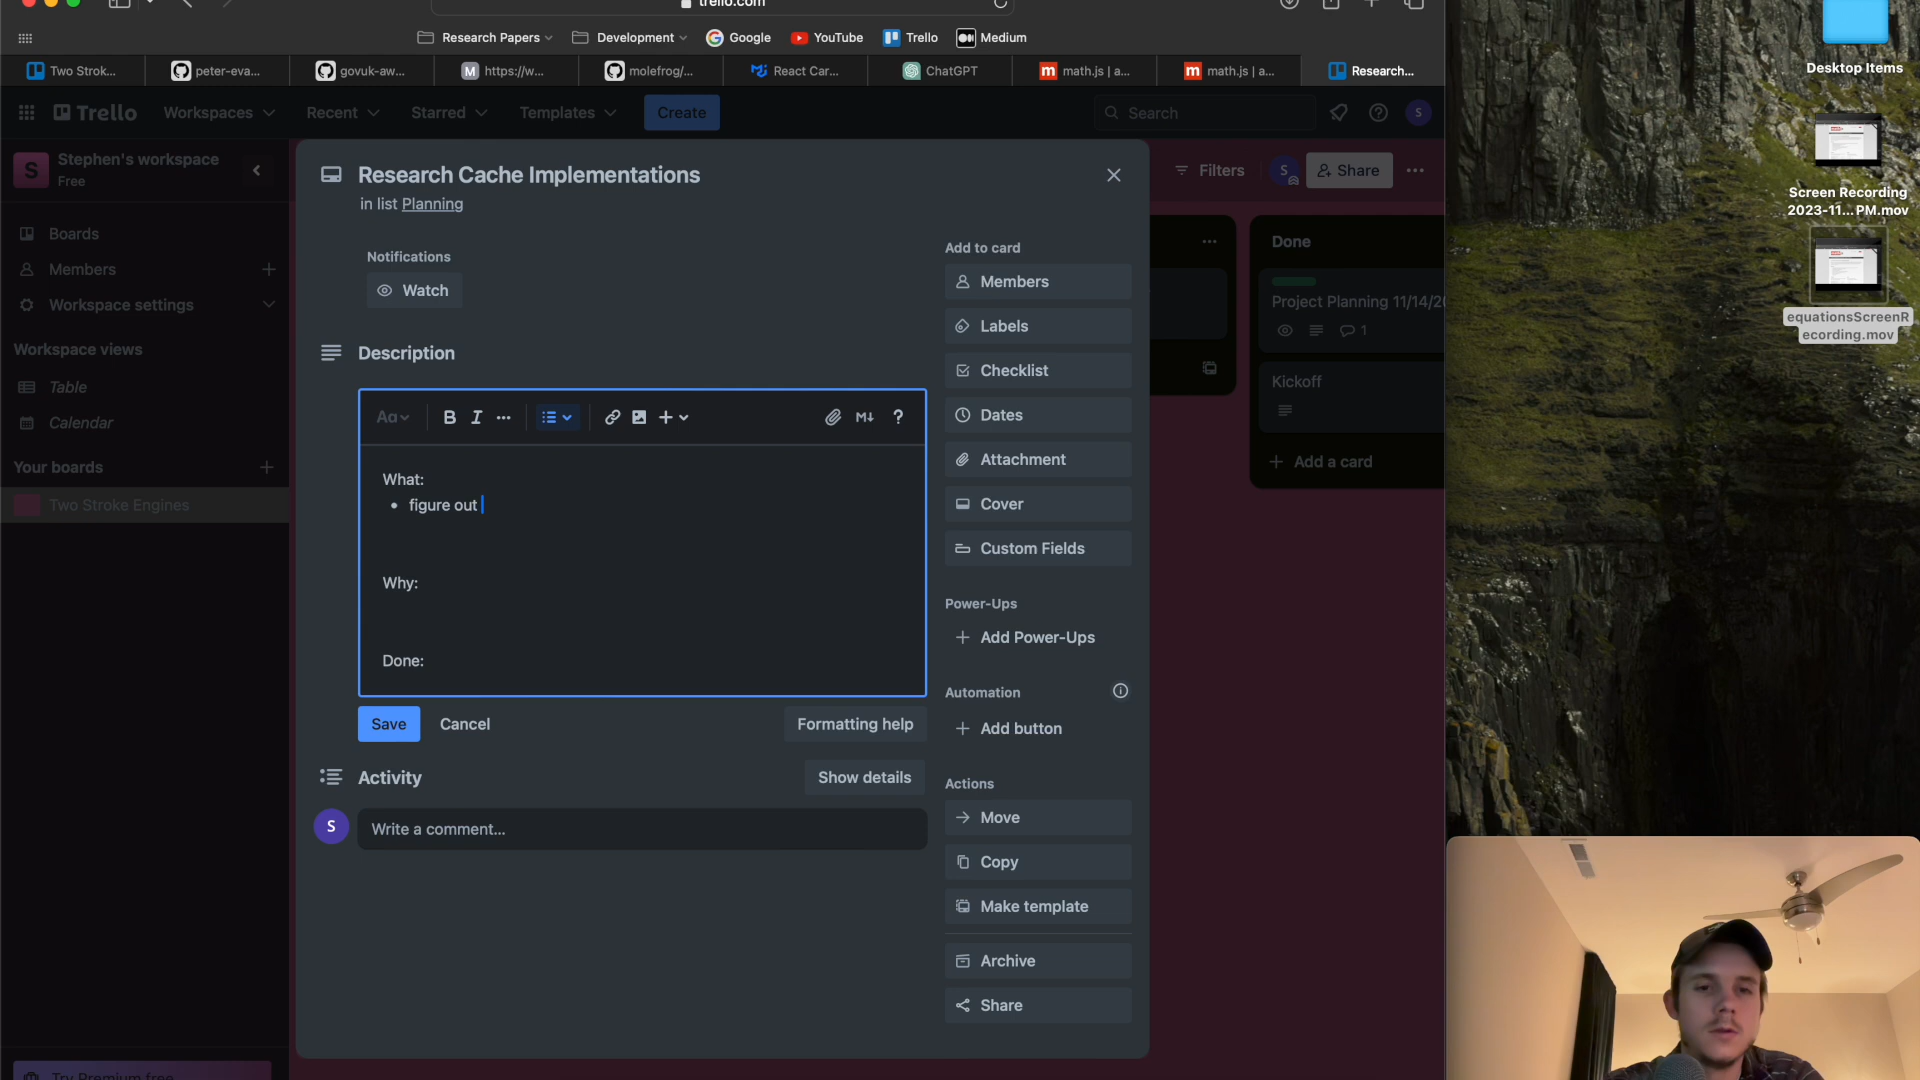 trello.com
Research Papers
Development
Google
YouTube
Trello
Medium
Two Strok...
peter-eva...
govuk-aw...
https://w...
molefrog/...
React Car...
ChatGPT
math.js | a...
math.js | a...
Research...
Trello
Workspaces
Recent
Starred
Templates
Create
Search
S
S
Stephen's workspace
Free
Boards
Members
Workspace settings
Workspace views
Table
Calendar
Your boards
Two Stroke Engines
Try Premium free
Research Cache Implementations
in list Planning
Notifications
Watch
Description
Aa
B
I
M
?
What:
• figure out
Why:
Done:
Save
Cancel
Formatting help
Activity
Show details
S
Write a comment...
Add to card
Members
Labels
Checklist
Dates
Attachment
Cover
Custom Fields
Power-Ups
Add Power-Ups
Automation
Add button
Actions
Move
Copy
Make template
Archive
Share
Filters
S
Share
Done
Project Planning 11/14/20
1
Kickoff
Add a card
Desktop Items
Screen Recording
2023-11...PM.mov
equationsScreenR
ecording.mov